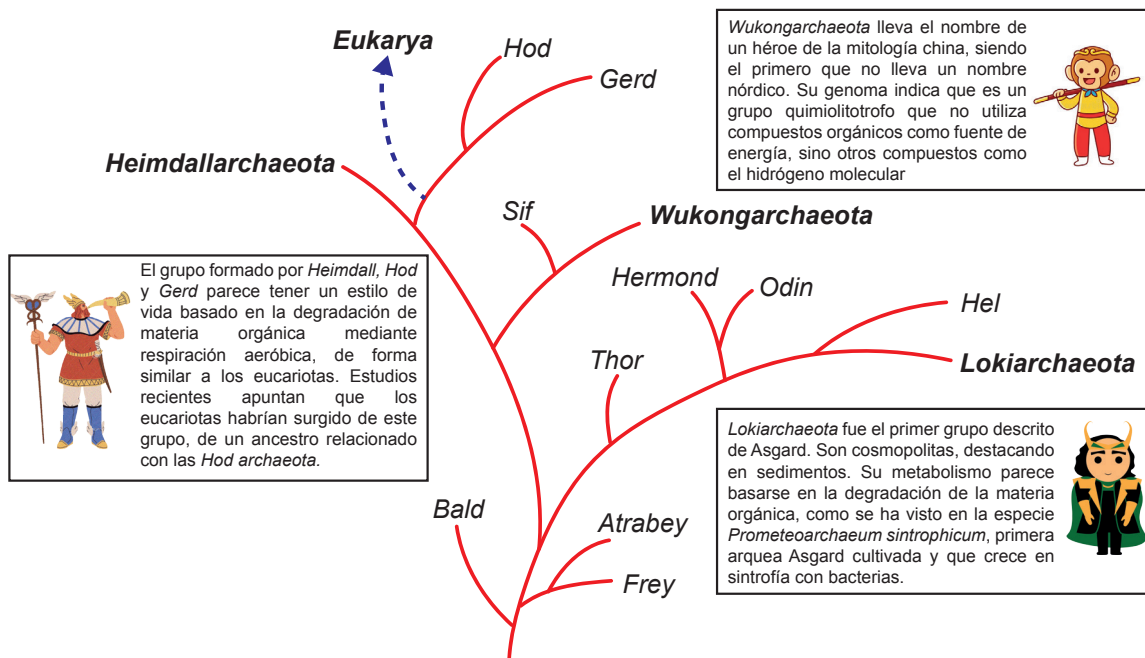 Eukarya
Hod
Gerd
Heimdallarchaeota
Wukongarchaeota lleva el nombre de
un héroe de la mitología china, siendo
el primero que no lleva un nombre
nórdico. Su genoma indica que es un
grupo quimiolitotrofo que no utiliza
compuestos orgánicos como fuente de
energía, sino otros compuestos como
el hidrógeno molecular
Sif
Wukongarchaeota
Hermond
Odin
Hel
Thor
Lokiarchaeota
El grupo formado por Heimdall, Hod
y Gerd parece tener un estilo de
vida basado en la degradación de
materia orgánica mediante
respiración aeróbica, de forma
similar a los eucariotas. Estudios
recientes apuntan que los
eucariotas habrían surgido de este
grupo, de un ancestro relacionado
con las Hod archaeota.
Lokiarchaeota fue el primer grupo descrito
de Asgard. Son cosmopolitas, destacando
en sedimentos. Su metabolismo parece
basarse en la degradación de la materia
orgánica, como se ha visto en la especie
Prometeoarchaeum sintrophicum, primera
arquea Asgard cultivada y que crece en
sintrofía con bacterias.
Bald
Atrabey
Frey